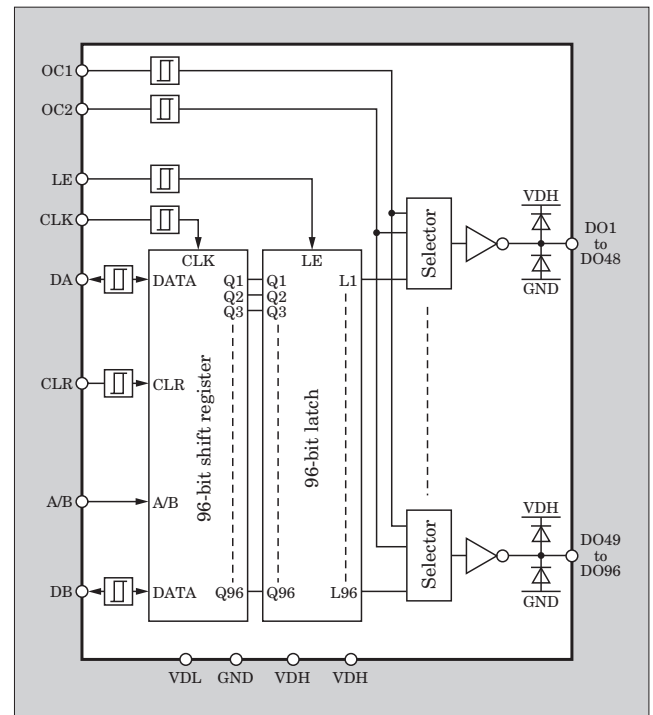 OC1
OC2
LE
CLK
DA
CLR
A/B
DB
CLK
DATA
CLR
A/B
DATA
96-bit shift register
Q1
Q2
Q3
Q96
LE
Q1
Q2
Q3
Q96
96-bit latch
L1
L96
Selector
VDH
GND
DO1
to
DO48
Selector
VDH
GND
DO49
to
DO96
VDL GND VDH VDH